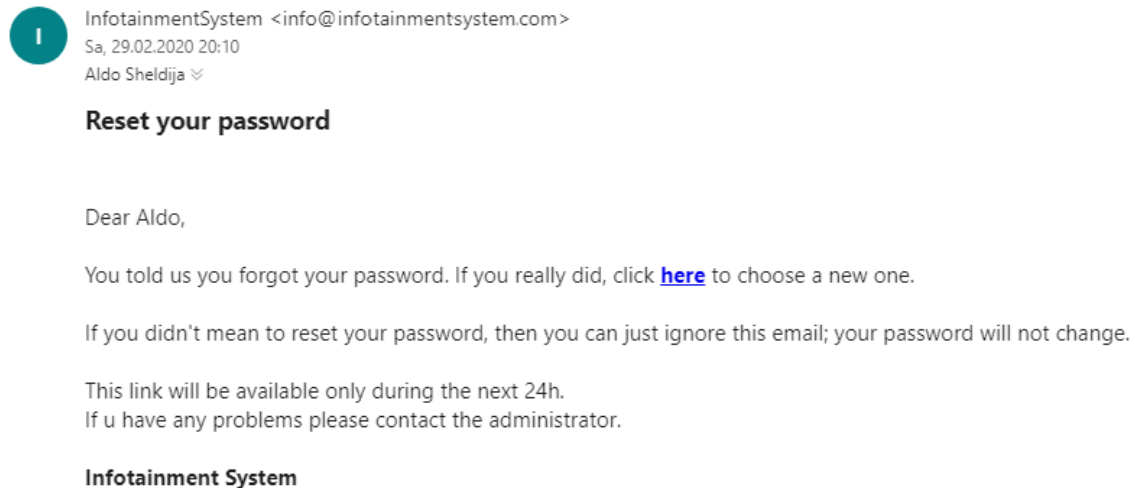 I
InfotainmentSystem <info@infotainmentsystem.com>
Sa, 29.02.2020 20:10
Aldo Sheldija
Reset your password
Dear Aldo,
You told us you forgot your password. If you really did, click here to choose a new one.
If you didn't mean to reset your password, then you can just ignore this email; your password will not change.
This link will be available only during the next 24h.
If u have any problems please contact the administrator.
Infotainment System